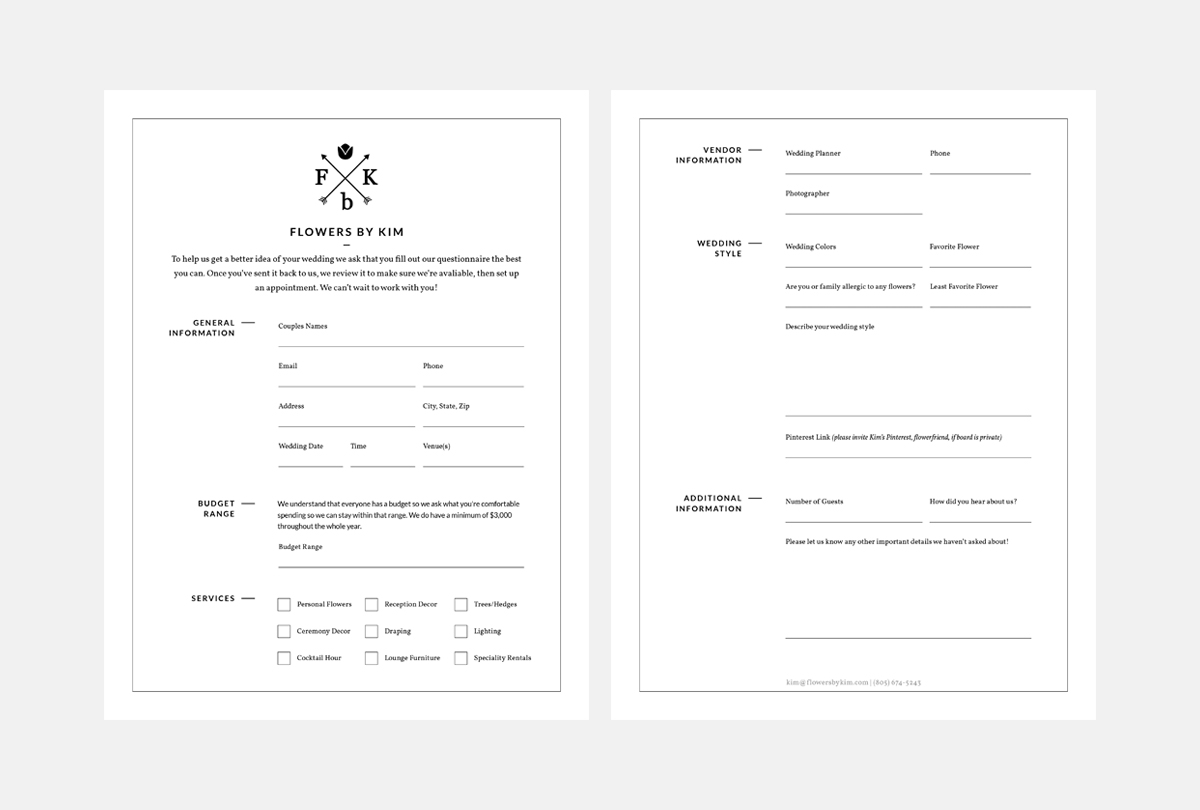 F K
b
FLOWERS BY KIM
To help us get a better idea of your wedding we ask that you fill out our questionnaire the best
you can. Once you've sent it back to us, we review it to make sure we're avaliable, then set up
an appointment. We can't wait to work with you!
GENERAL
INFORMATION
Couples Names
Email Phone
Address City, State, Zip
Wedding Date Time Venue(s)
BUDGET
RANGE
We understand that everyone has a budget so we ask what you're comfortable
spending so we can stay within that range. We do have a minimum of $3,000
throughout the whole year.
Budget Range
SERVICES
Personal Flowers Reception Decor Trees/Hedges
Ceremony Decor Draping Lighting
Cocktail Hour Lounge Furniture Speciality Rentals
VENDOR
INFORMATION
Wedding Planner Phone
Photographer
WEDDING
STYLE
Wedding Colors Favorite Flower
Are you or family allergic to any flowers? Least Favorite Flower
Describe your wedding style
Pinterest Link (please invite Kim's Pinterest, flowerfriend, if board is private)
ADDITIONAL
INFORMATION
Number of Guests How did you hear about us?
Please let us know any other important details we haven't asked about!
kim@flowersbykim.com | (805) 674-5243